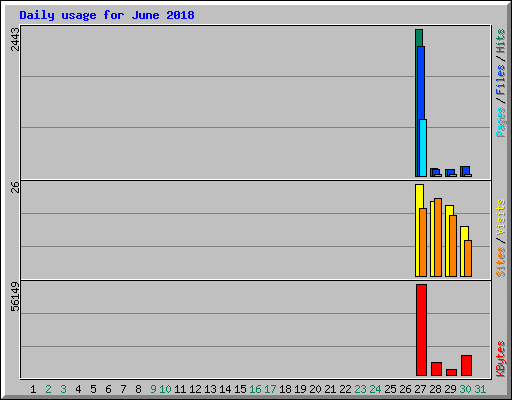 Daily usage for June 2018
2443
Pages/Files/Hits
26
Sites/Visits
56149
KBytes
1 2 3 4 5 6 7 8 9 10 11 12 13 14 15 16 17 18 19 20 21 22 23 24 25 26 27 28 29 30 31